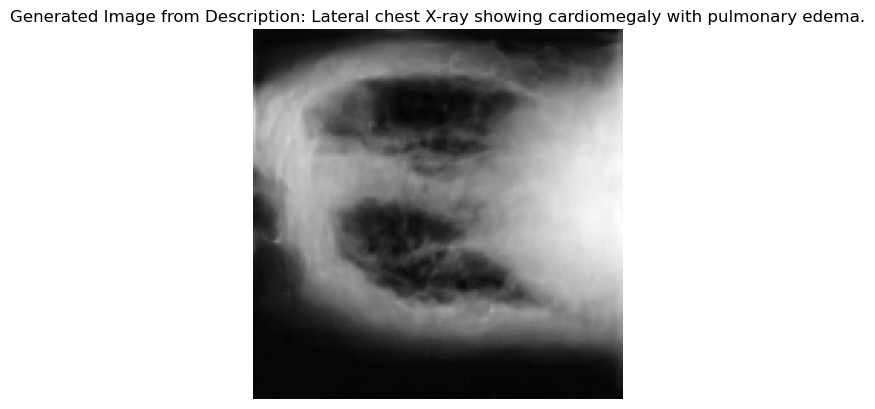 Generated Image from Description: Lateral chest X-ray showing cardiomegaly with pulmonary edema.